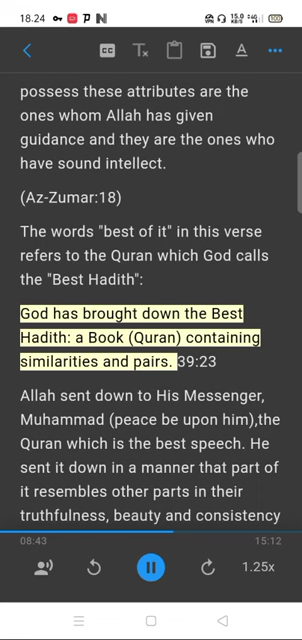 18.24
15.0
KB/S
CC
A
possess these attributes are the
ones whom Allah has given
guidance and they are the ones who
have sound intellect.
(Az-Zumar:18)
The words "best of it" in this verse
refers to the Quran which God calls
the "Best Hadith":
God has brought down the Best
Hadith: a Book (Quran) containing
similarities and pairs. 39:23
Allah sent down to His Messenger,
Muhammad (peace be upon him),the
Quran which is the best speech. He
sent it down in a manner that part of
it resembles other parts in their
truthfulness, beauty and consistency
08:43
15:12
1.25x